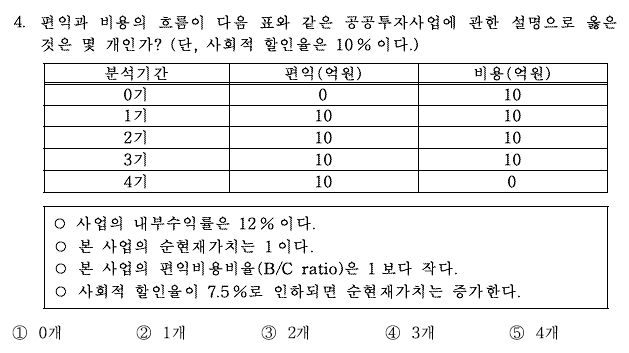 4. 편익과 비용의 흐름이 다음 표와 같은 공공투자사업에 관한 설명으로 옳은
것은 몇 개인가? (단, 사회적 할인율은 10%이다.)
분석기간 편익(억원) 비용(억원)
0기 0 10
1기 10 10
2기 10 10
3기 10 10
4기 10 0
○ 사업의 내부수익률은 12%이다.
○ 본 사업의 순현재가치는 1이다.
○ 본 사업의 편익비용비율(B/C ratio)은 1보다 작다.
○ 사회적 할인율이 7.5%로 인하되면 순현재가치는 증가한다.
① 0개 ② 1개 ③ 2개 ④ 3개 ⑤ 4개